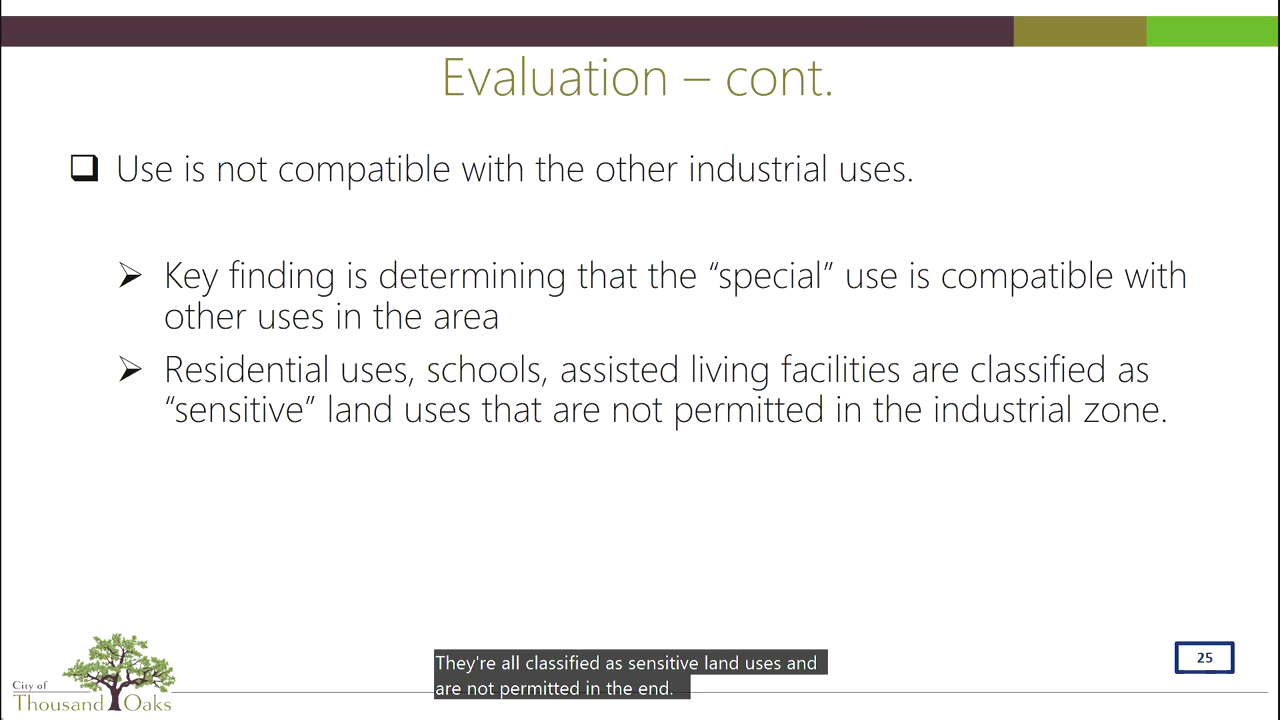 Evaluation – cont.
Use is not compatible with the other industrial uses.
Key finding is determining that the “special” use is compatible with
other uses in the area
Residential uses, schools, assisted living facilities are classified as
“sensitive” land uses that are not permitted in the industrial zone.
They're all classified as sensitive land uses and
are not permitted in the end.
25
City of
Thousand Oaks